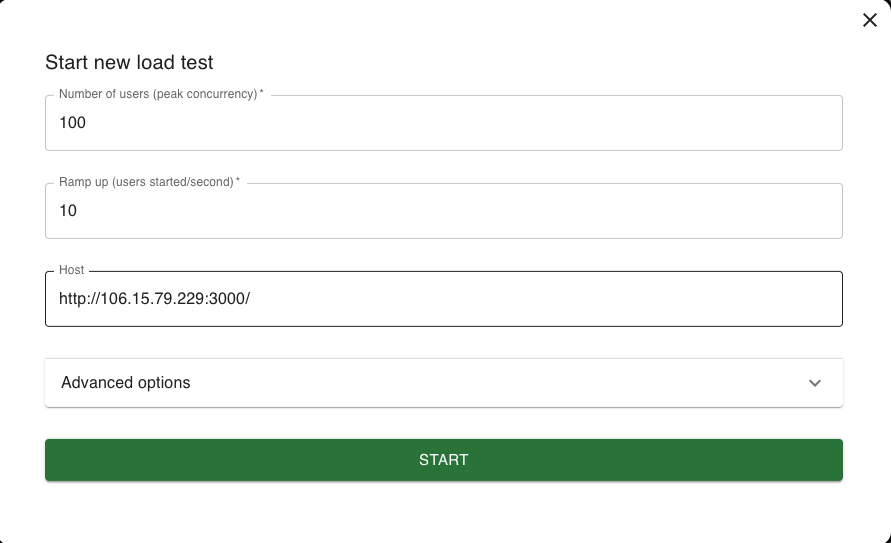 Start new load test
Number of users (peak concurrency) *
100
Ramp up (users started/second) *
10
Host
http://106.15.79.229:3000/
Advanced options
START